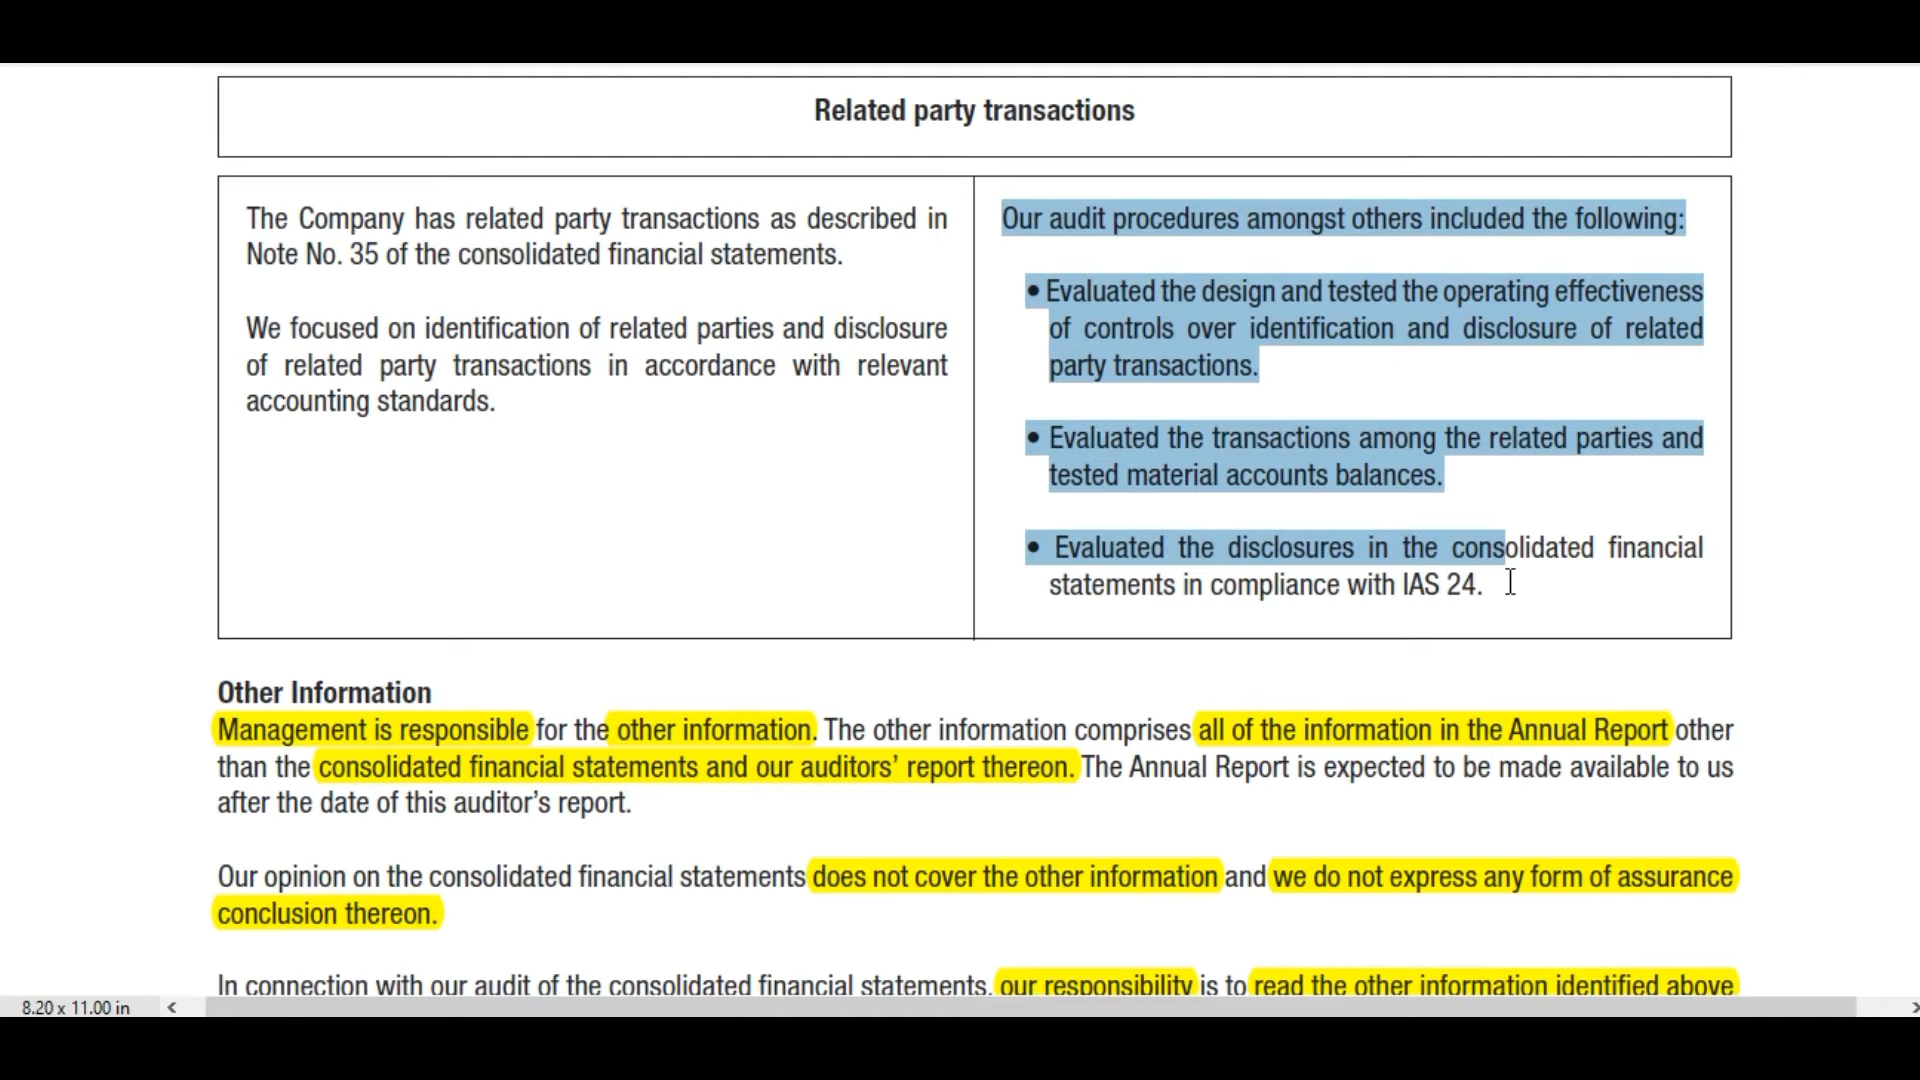 Related party transactions
The Company has related party transactions as described in
Note No. 35 of the consolidated financial statements.
We focused on identification of related parties and disclosure
of related party transactions in accordance with relevant
accounting standards.
Our audit procedures amongst others included the following:
• Evaluated the design and tested the operating effectiveness
of controls over identification and disclosure of related
party transactions.
• Evaluated the transactions among the related parties and
tested material accounts balances.
• Evaluated the disclosures in the consolidated financial
statements in compliance with IAS 24.
Other Information
Management is responsible for the other information. The other information comprises all of the information in the Annual Report other
than the consolidated financial statements and our auditors’ report thereon. The Annual Report is expected to be made available to us
after the date of this auditor’s report.
Our opinion on the consolidated financial statements does not cover the other information and we do not express any form of assurance
conclusion thereon.
In connection with our audit of the consolidated financial statements, our responsibility is to read the other information identified above
8.20 x 11.00 in